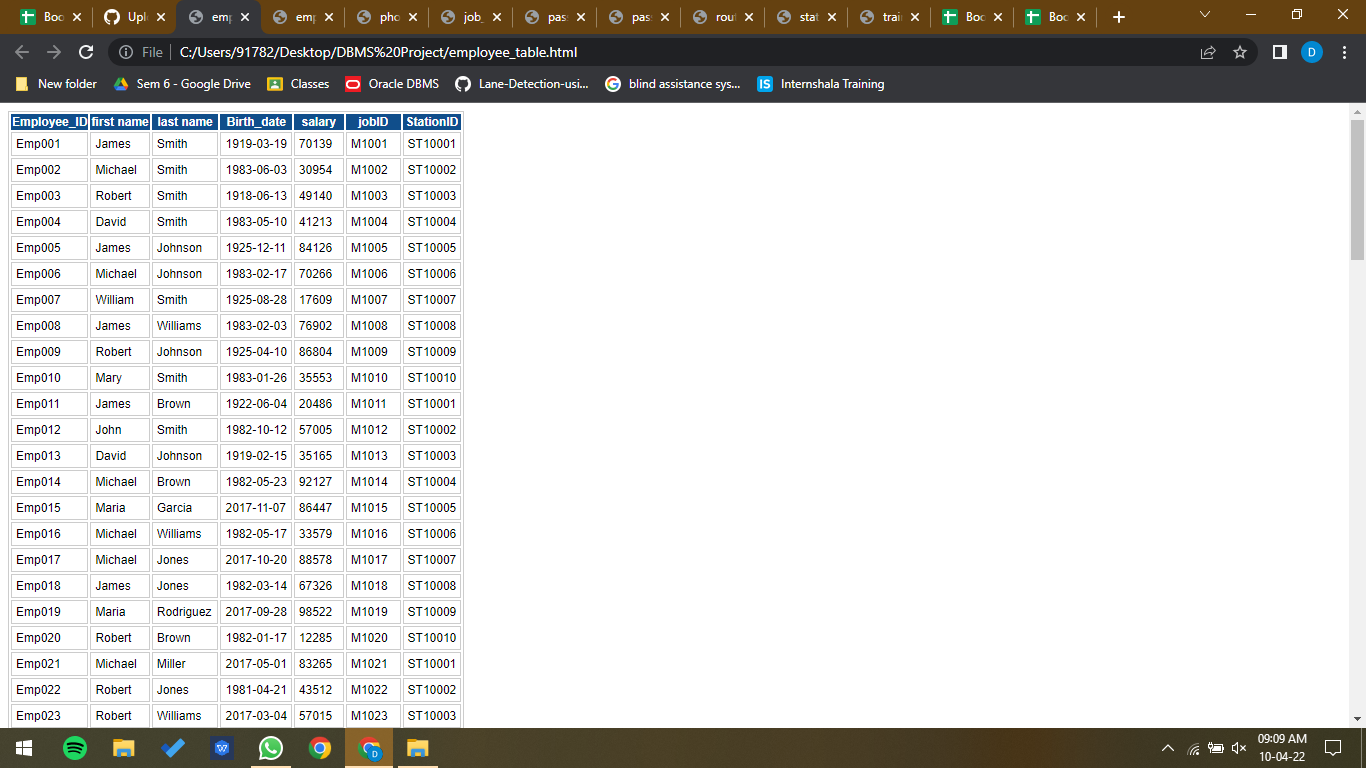 Boo Upl emp emp pho job_ pass pass rout stat trai Boo Boo
File C:/Users/91782/Desktop/DBMS%20Project/employee_table.html D
New folder Sem 6 - Google Drive Classes Oracle DBMS Lane-Detection-usi... blind assistance sys... IS Internshala Training
Employee_ID first name last name Birth_date salary jobID StationID
Emp001 James Smith 1919-03-19 70139 M1001 ST10001
Emp002 Michael Smith 1983-06-03 30954 M1002 ST10002
Emp003 Robert Smith 1918-06-13 49140 M1003 ST10003
Emp004 David Smith 1983-05-10 41213 M1004 ST10004
Emp005 James Johnson 1925-12-11 84126 M1005 ST10005
Emp006 Michael Johnson 1983-02-17 70266 M1006 ST10006
Emp007 William Smith 1925-08-28 17609 M1007 ST10007
Emp008 James Williams 1983-02-03 76902 M1008 ST10008
Emp009 Robert Johnson 1925-04-10 86804 M1009 ST10009
Emp010 Mary Smith 1983-01-26 35553 M1010 ST10010
Emp011 James Brown 1922-06-04 20486 M1011 ST10001
Emp012 John Smith 1982-10-12 57005 M1012 ST10002
Emp013 David Johnson 1919-02-15 35165 M1013 ST10003
Emp014 Michael Brown 1982-05-23 92127 M1014 ST10004
Emp015 Maria Garcia 2017-11-07 86447 M1015 ST10005
Emp016 Michael Williams 1982-05-17 33579 M1016 ST10006
Emp017 Michael Jones 2017-10-20 88578 M1017 ST10007
Emp018 James Jones 1982-03-14 67326 M1018 ST10008
Emp019 Maria Rodriguez 2017-09-28 98522 M1019 ST10009
Emp020 Robert Brown 1982-01-17 12285 M1020 ST10010
Emp021 Michael Miller 2017-05-01 83265 M1021 ST10001
Emp022 Robert Jones 1981-04-21 43512 M1022 ST10002
Emp023 Robert Williams 2017-03-04 57015 M1023 ST10003
09:09 AM
10-04-22